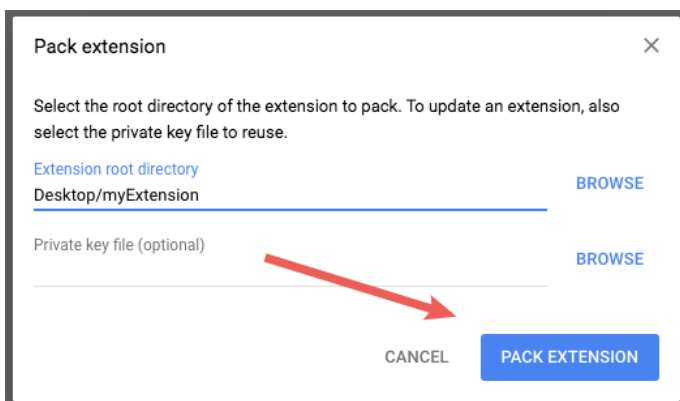 Pack extension
Select the root directory of the extension to pack. To update an extension, also
select the private key file to reuse.
Extension root directory
Desktop/myExtension
BROWSE
Private key file (optional)
BROWSE
CANCEL
PACK EXTENSION